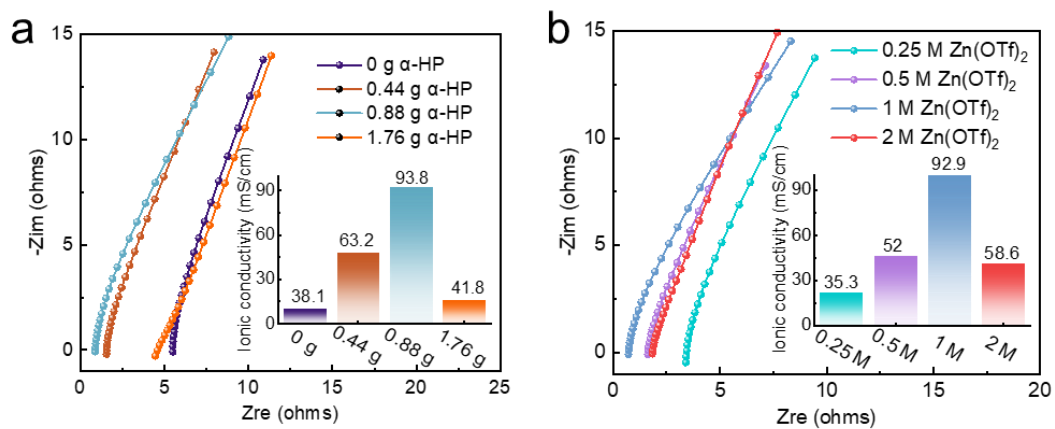 a
15
10
5
0
-Zim (ohms)
0
5
10
15
20
25
Zre (ohms)
0 g α-HP
0.44 g α-HP
0.88 g α-HP
1.76 g α-HP
Ionic conductivity (mS/cm)
90
60
30
0
38.1
63.2
93.8
41.8
0 g
0.44 g
0.88 g
1.76 g
b
15
10
5
0
-Zim (ohms)
0
5
10
15
20
Zre (ohms)
0.25 M Zn(OTf)₂
0.5 M Zn(OTf)₂
1 M Zn(OTf)₂
2 M Zn(OTf)₂
Ionic conductivity (mS/cm)
90
60
30
0
35.3
52
92.9
58.6
0.25M
0.5M
1M
2M